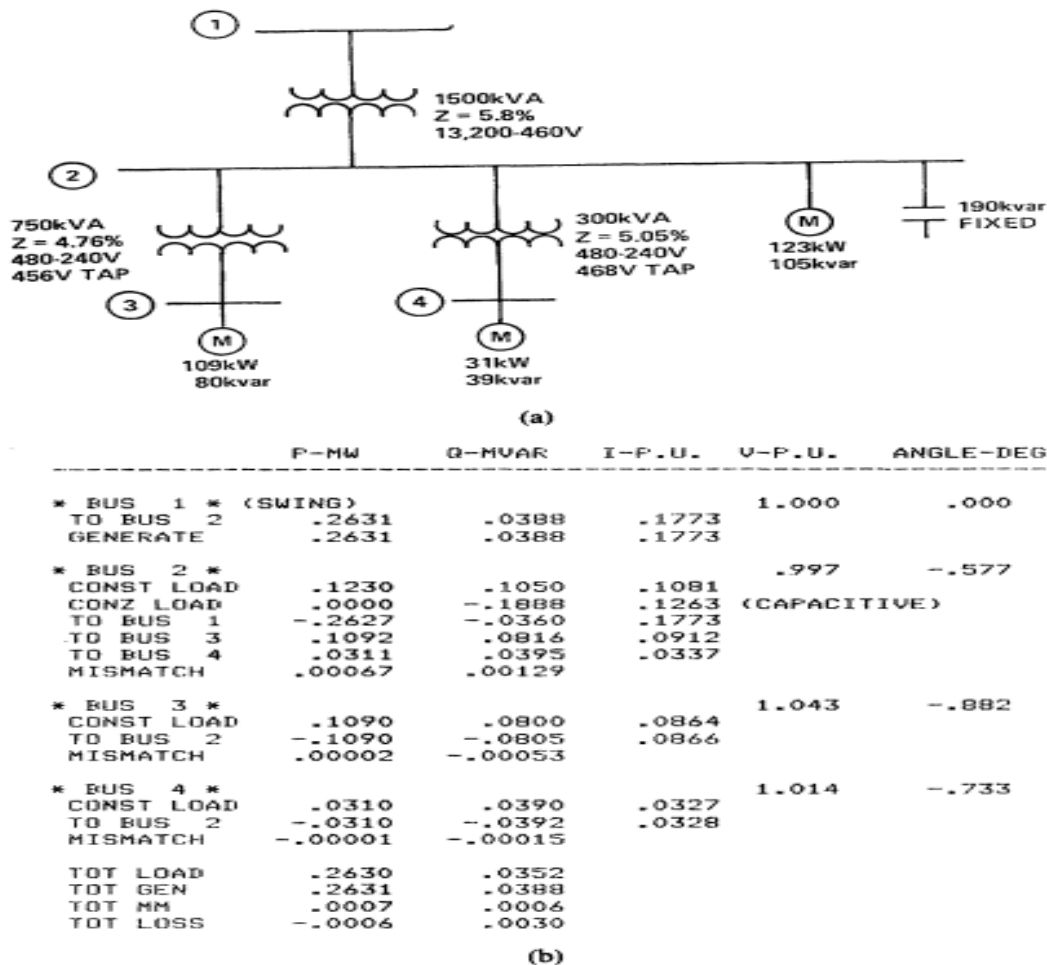 1
1500kVA
Z = 5.8%
13,200-460V
2
750kVA
Z = 4.76%
480-240V
456V TAP
300kVA
Z = 5.05%
480-240V
468V TAP
M
123kW
105kvar
190kvar
FIXED
3
M
109kW
80kvar
4
M
31kW
39kvar
(a)
P-MW Q-MVAR I-P.U. V-P.U. ANGLE-DEG
* BUS 1 * (SWING) 1.000 .000
TO BUS 2 .2631 .0388 .1773
GENERATE .2631 .0388 .1773
* BUS 2 * .997 -.577
CONST LOAD .1230 .1050 .1081
CONZ LOAD .0000 -.1888 .1263 (CAPACITIVE)
TO BUS 1 -.2627 -.0360 .1773
TO BUS 3 .1092 .0816 .0912
TO BUS 4 .0311 .0395 .0337
MISMATCH .00067 .00129
* BUS 3 * 1.043 -.882
CONST LOAD .1090 .0800 .0864
TO BUS 2 -.1090 -.0805 .0866
MISMATCH .00002 -.00053
* BUS 4 * 1.014 -.733
CONST LOAD .0310 .0390 .0327
TO BUS 2 -.0310 -.0392 .0328
MISMATCH -.00001 -.00015
TOT LOAD .2630 .0352
TOT GEN .2631 .0388
TOT MM .0007 .0006
TOT LOSS -.0006 .0030
(b)